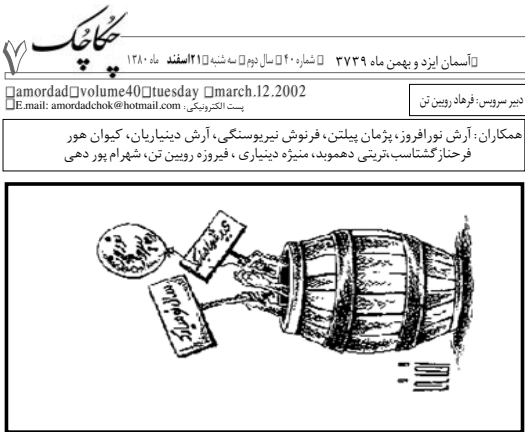 چکاچک
۷
آسمان ایزد و بهمن ماه ۳۷۳۹ شماره ۴۰ سال دوم سه شنبه ۲۱ اسفند ماه ۱۳۸۰
amordad volume40 tuesday march.12.2002
پست الکترونیکی: E.mail: amordadchok@hotmail.com
دبیر سرویس: فرهاد رویین تن
همکاران: آرش نورافروز، پژمان پیلتن، فرنوش نیریوسنگی، آرش دینیاریان، کیوان هور
فرحنازگشتاسب،تریتی دهموبد، منیژه دینیاری ، فیروزه رویین تن، شهرام پور دهی